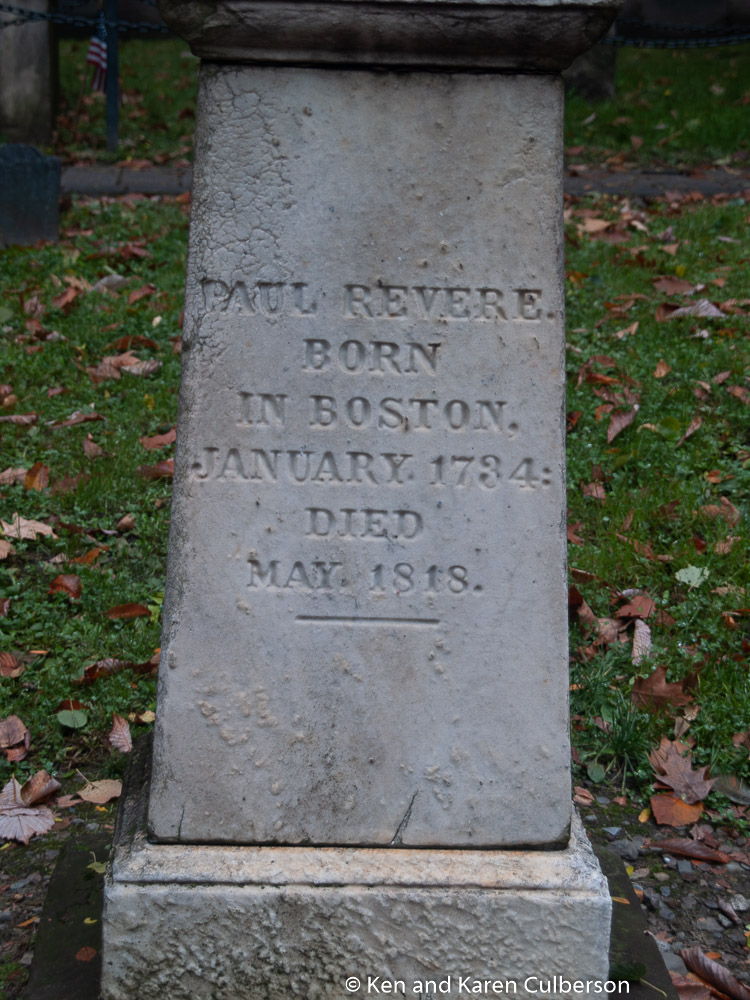 PAUL REVERE.
BORN
IN BOSTON,
JANUARY 1734:
DIED
MAY 1818.
© Ken and Karen Culberson